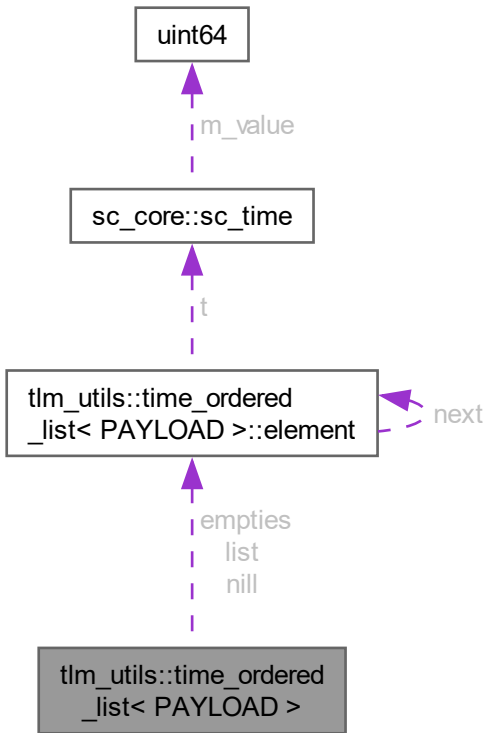 uint64
m_value
sc_core::sc_time
t
tlm_utils::time_ordered
_list< PAYLOAD >::element
next
empties
list
nill
tlm_utils::time_ordered
_list< PAYLOAD >